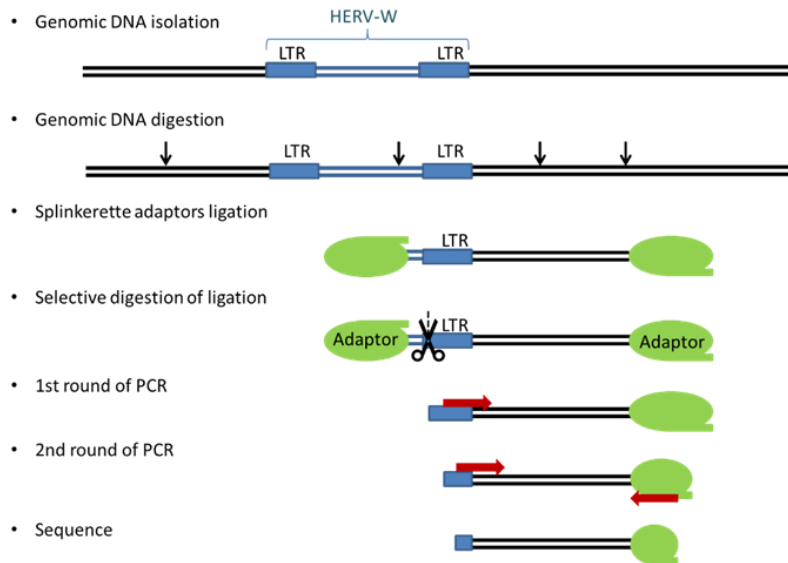 • Genomic DNA isolation
HERV-W
LTR LTR
• Genomic DNA digestion
LTR LTR
• Splinkerette adaptors ligation
LTR
• Selective digestion of ligation
Adaptor LTR Adaptor
• 1st round of PCR
• 2nd round of PCR
• Sequence